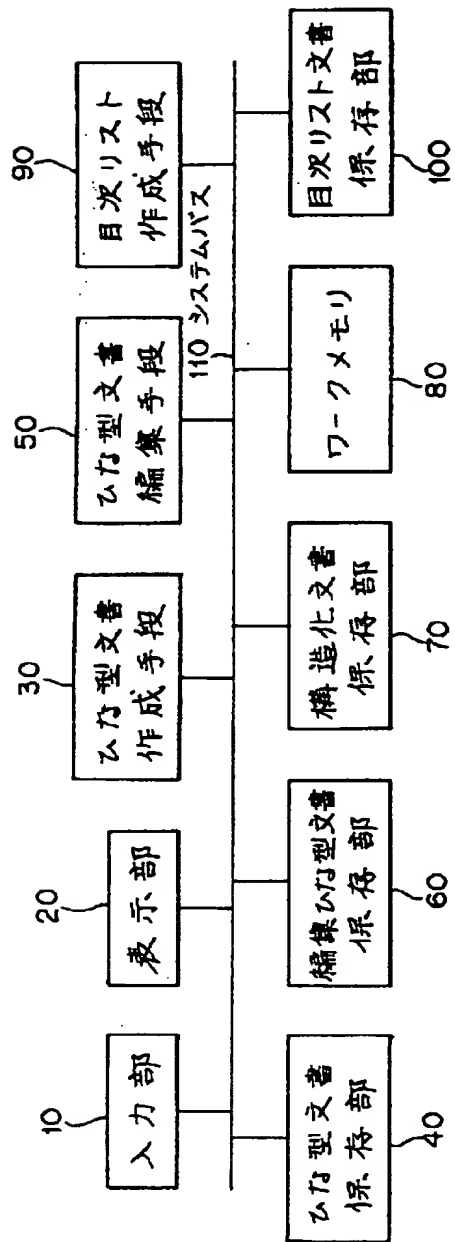 10
入力部
20
表示部
30
ひな型文書
作成手段
50
ひな型文書
編集手段
90
目次リスト
作成手段
110 システムバス
ひな型文書
保存部
40
編集ひな型文書
保存部
60
構造化文書
保存部
70
ワークメモリ
80
目次リスト文書
保存部
100